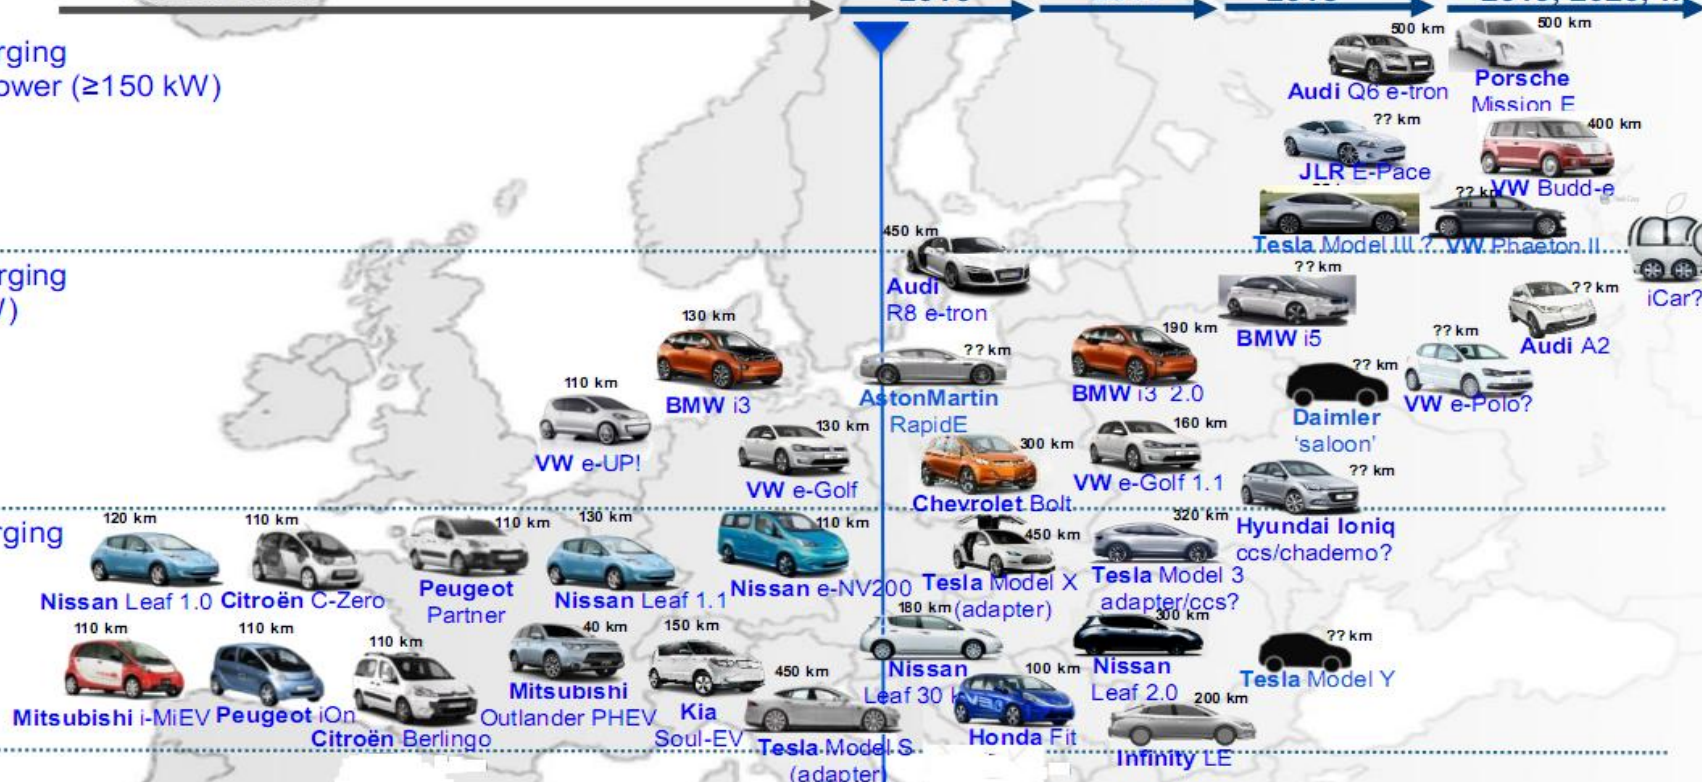 rging
ower (≥150 kW)
500 km
Audi Q6 e-tron
500 km
Porsche
Mission E
?? km
JLR E-Pace
400 km
VW Budd-e
Tesla Model III ?
?? km
VW Phaeton II
iCar?
rging
)
450 km
Audi
R8 e-tron
?? km
BMW i5
?? km
Audi A2
130 km
BMW i3
?? km
AstonMartin
RapidE
190 km
BMW i3 2.0
?? km
Daimler
‘saloon’
?? km
VW e-Polo?
110 km
VW e-UP!
130 km
VW e-Golf
300 km
Chevrolet Bolt
160 km
VW e-Golf 1.1
?? km
Hyundai Ioniq
ccs/chademo?
rging
120 km
Nissan Leaf 1.0
110 km
Citroën C-Zero
110 km
Peugeot
Partner
130 km
Nissan Leaf 1.1
110 km
Nissan e-NV200
450 km
Tesla Model X
(adapter)
320 km
Tesla Model 3
adapter/ccs?
110 km
Mitsubishi i-MiEV
110 km
Peugeot iOn
110 km
Citroën Berlingo
40 km
Mitsubishi
Outlander PHEV
150 km
Kia
Soul-EV
450 km
Tesla Model S
(adapter)
180 km
Nissan
Leaf 30
100 km
Honda Fit
300 km
Nissan
Leaf 2.0
200 km
Infinity LE
?? km
Tesla Model Y